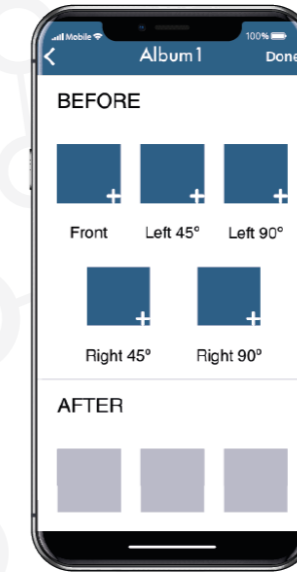 Mobile 100%
Album1 Done
BEFORE
Front Left 45° Left 90°
Right 45° Right 90°
AFTER